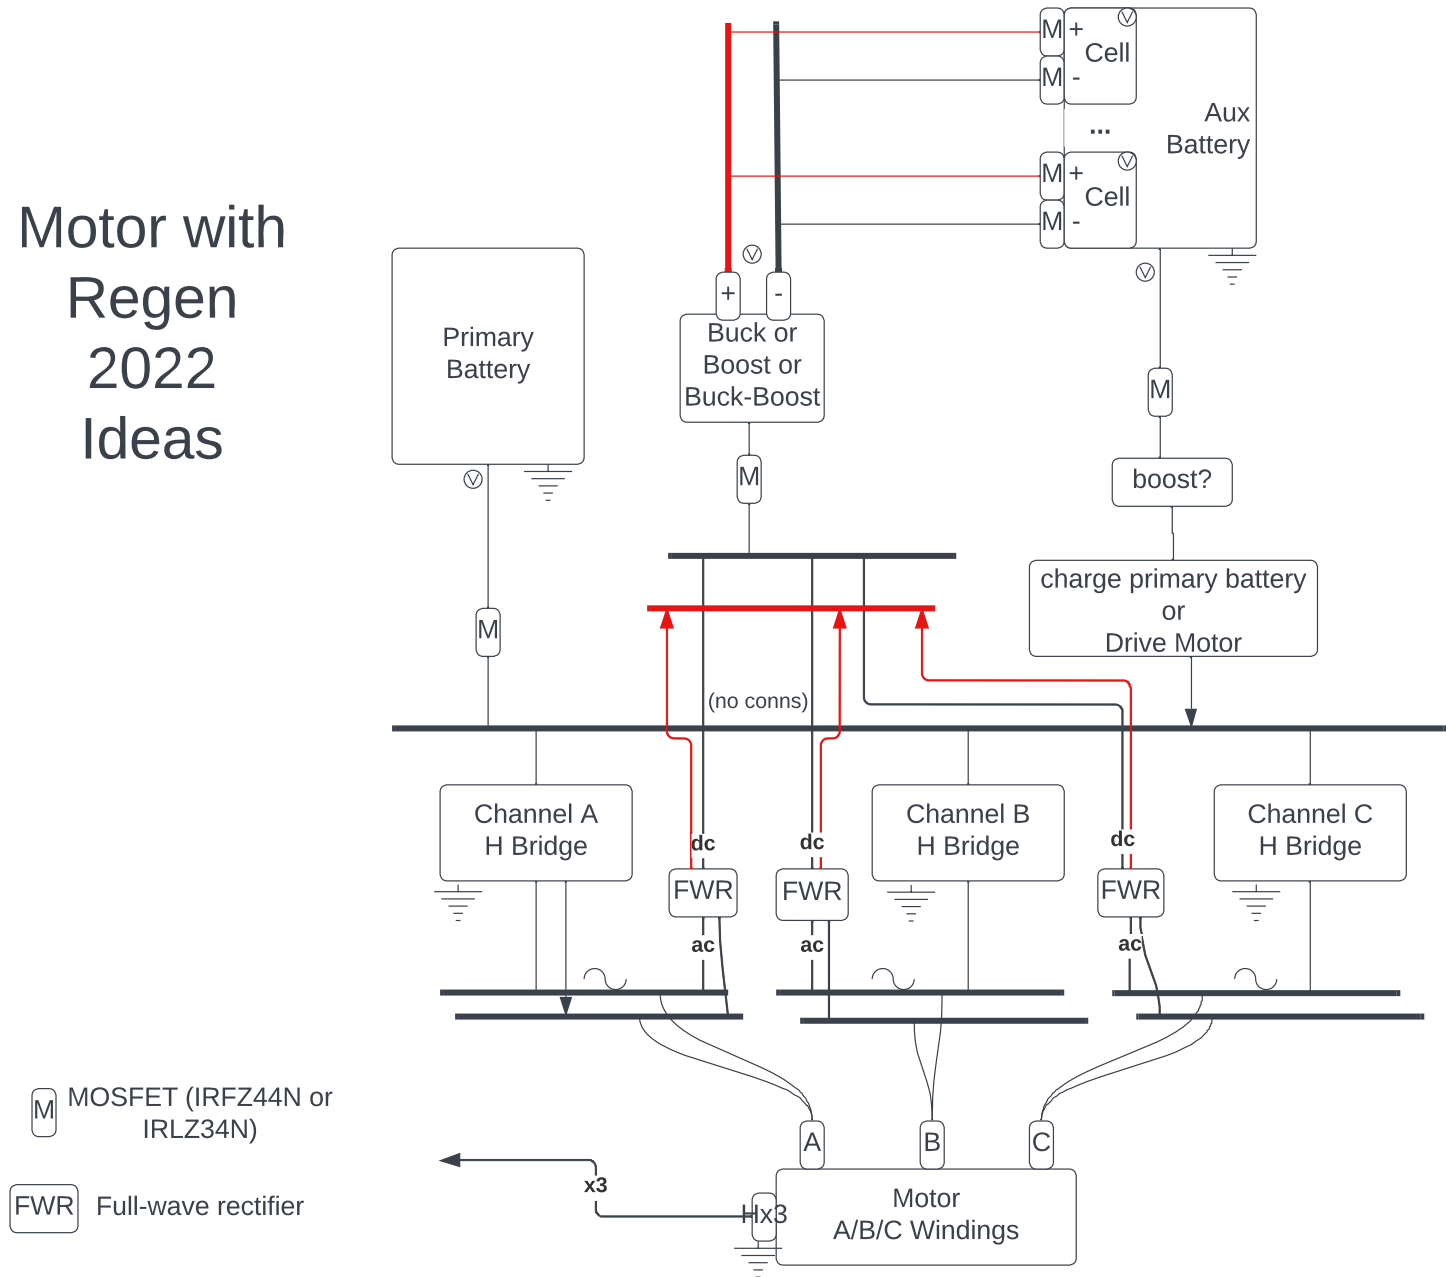 Motor with
Regen
2022
Ideas
M
+
V
Cell
M
-
...
Aux
Battery
M
+
V
Cell
M
-
V
V
Primary
Battery
V
+
-
Buck or
Boost or
Buck-Boost
M
M
boost?
M
charge primary battery
or
Drive Motor
(no conns)
Channel A
H Bridge
dc
FWR
ac
dc
FWR
ac
Channel B
H Bridge
dc
FWR
ac
Channel C
H Bridge
M
MOSFET (IRFZ44N or
IRLZ34N)
FWR
Full-wave rectifier
x3
A
B
C
Hx3
Motor
A/B/C Windings